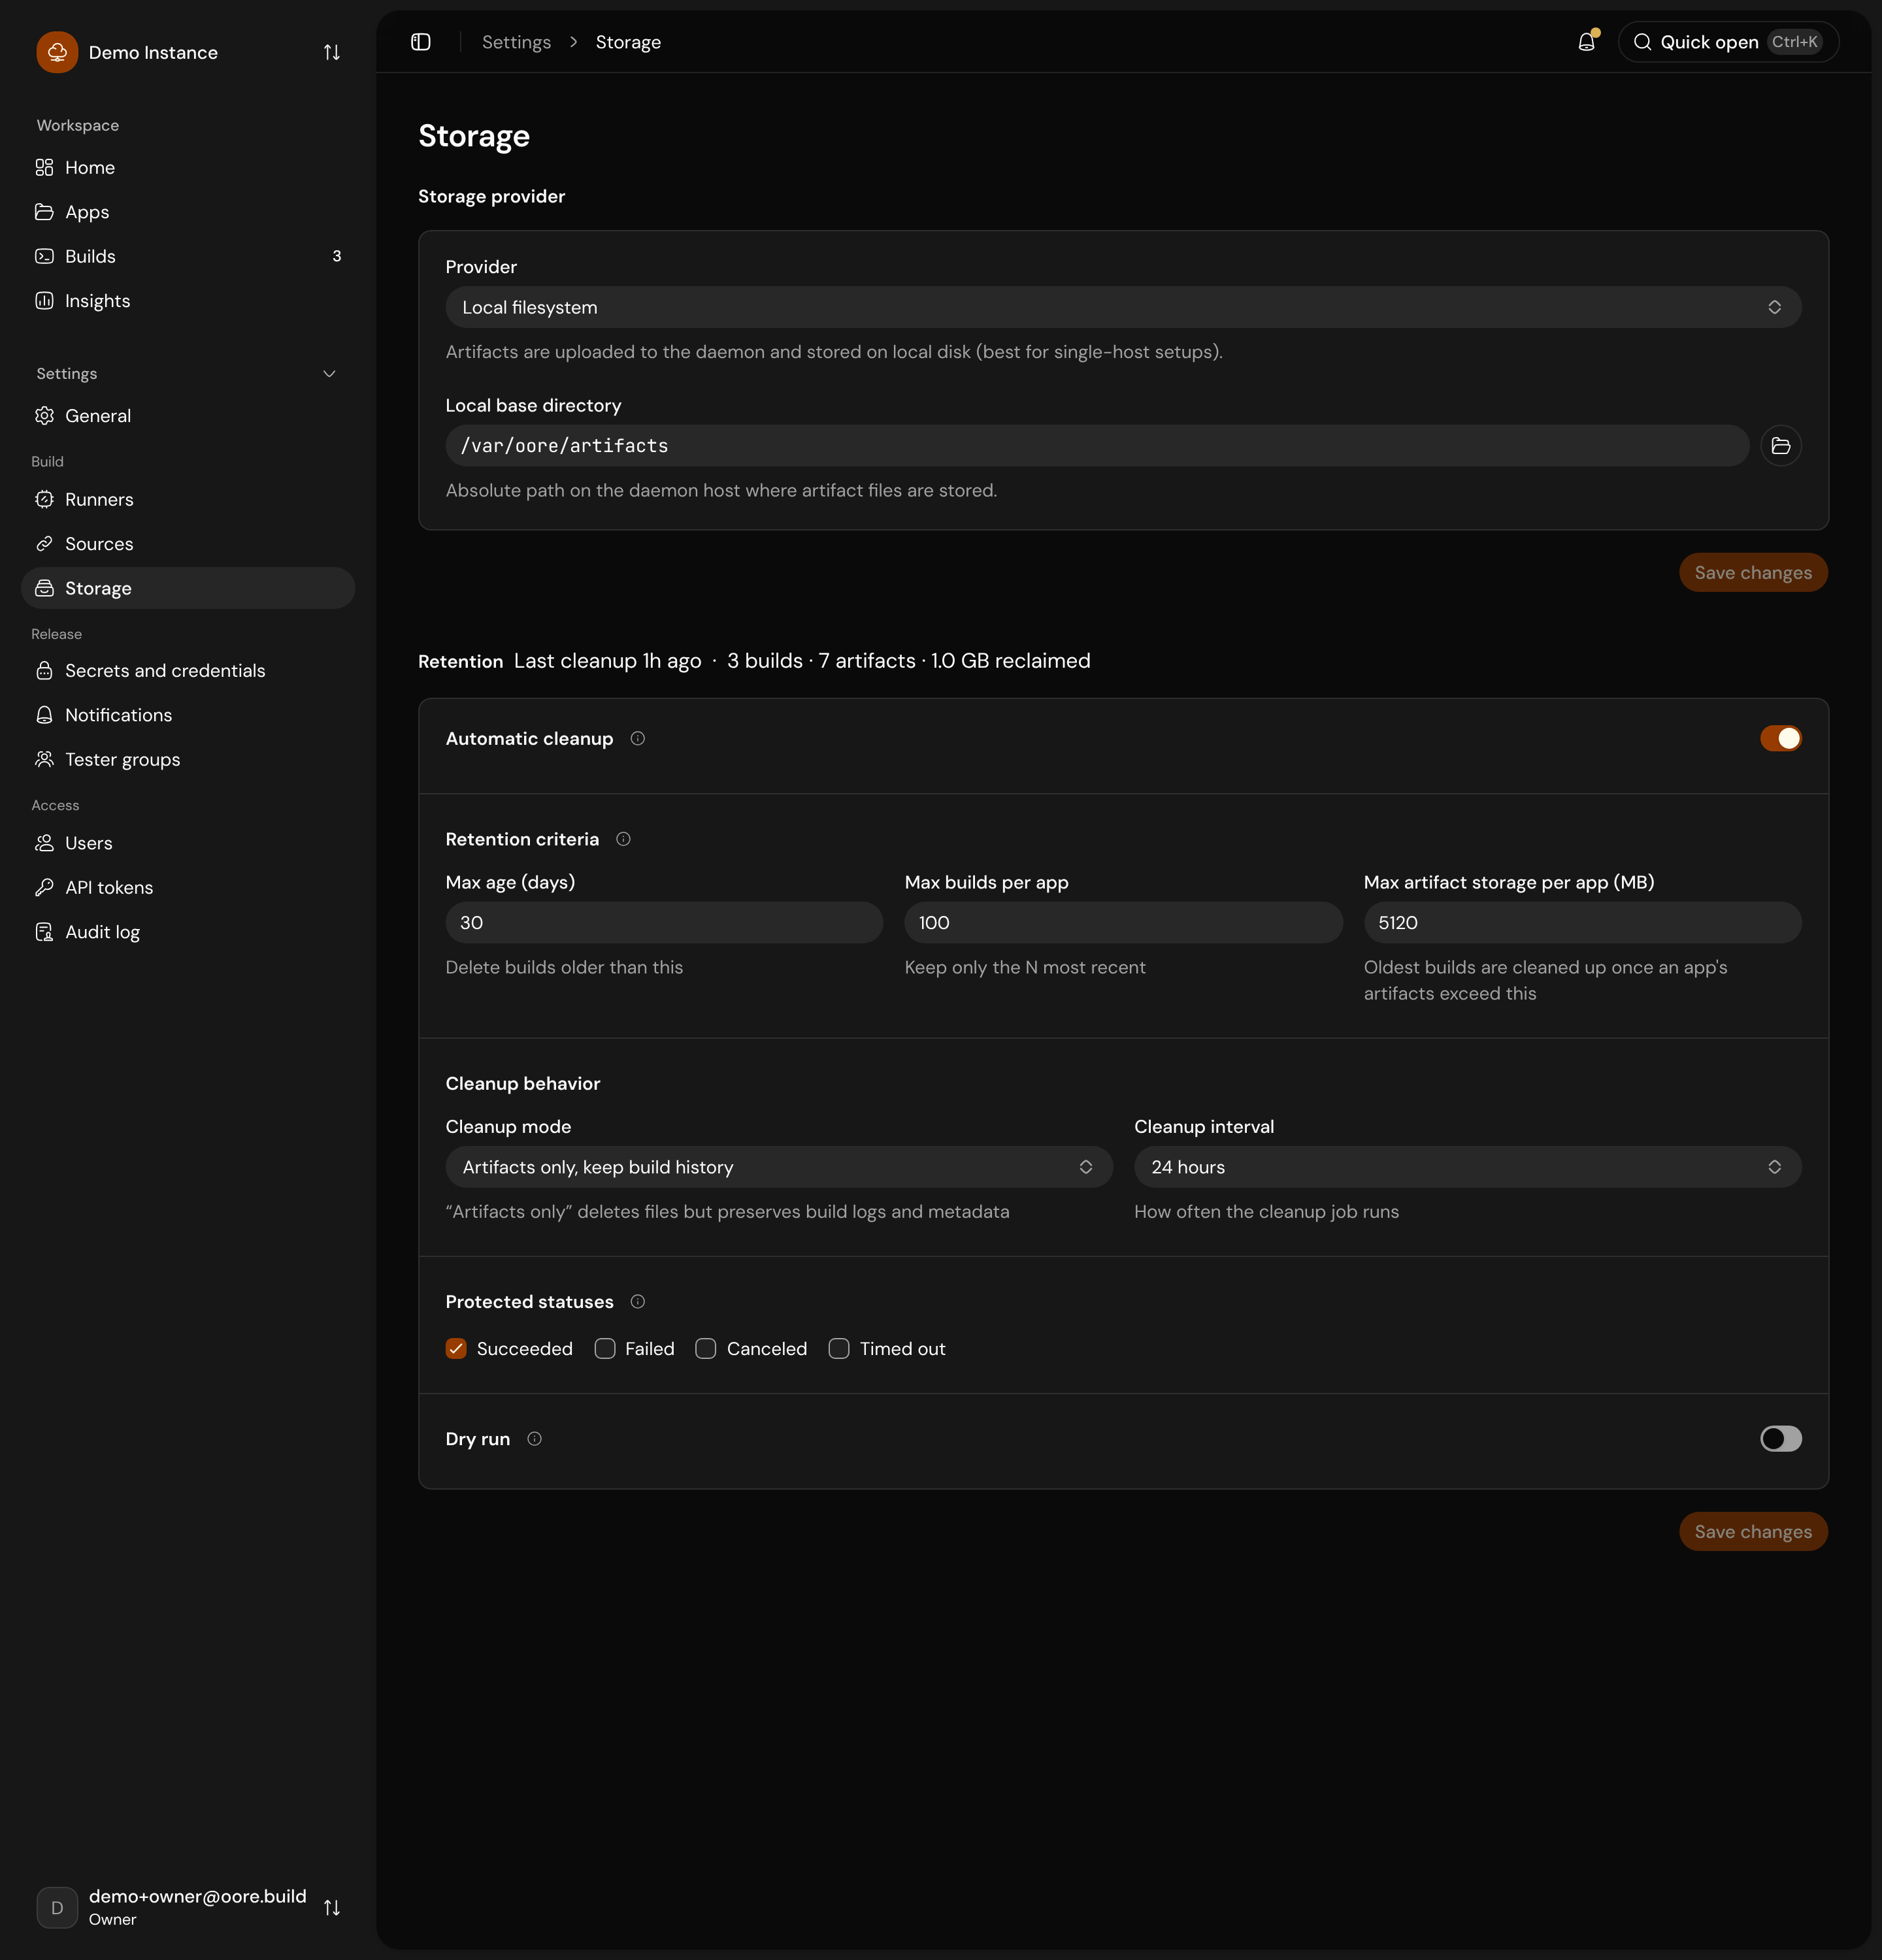 Demo Instance
Workspace
Home
Apps
Builds
3
Insights
Settings
General
Build
Runners
Sources
Storage
Release
Secrets and credentials
Notifications
Tester groups
Access
Users
API tokens
Audit log
D
demo+owner@oore.build
Owner
Settings > Storage
Quick open Ctrl+K
Storage
Storage provider
Provider
Local filesystem
Artifacts are uploaded to the daemon and stored on local disk (best for single-host setups).
Local base directory
/var/oore/artifacts
Absolute path on the daemon host where artifact files are stored.
Save changes
Retention Last cleanup 1h ago · 3 builds · 7 artifacts · 1.0 GB reclaimed
Automatic cleanup
Retention criteria
Max age (days)
30
Delete builds older than this
Max builds per app
100
Keep only the N most recent
Max artifact storage per app (MB)
5120
Oldest builds are cleaned up once an app's
artifacts exceed this
Cleanup behavior
Cleanup mode
Artifacts only, keep build history
“Artifacts only” deletes files but preserves build logs and metadata
Cleanup interval
24 hours
How often the cleanup job runs
Protected statuses
Succeeded Failed Canceled Timed out
Dry run
Save changes